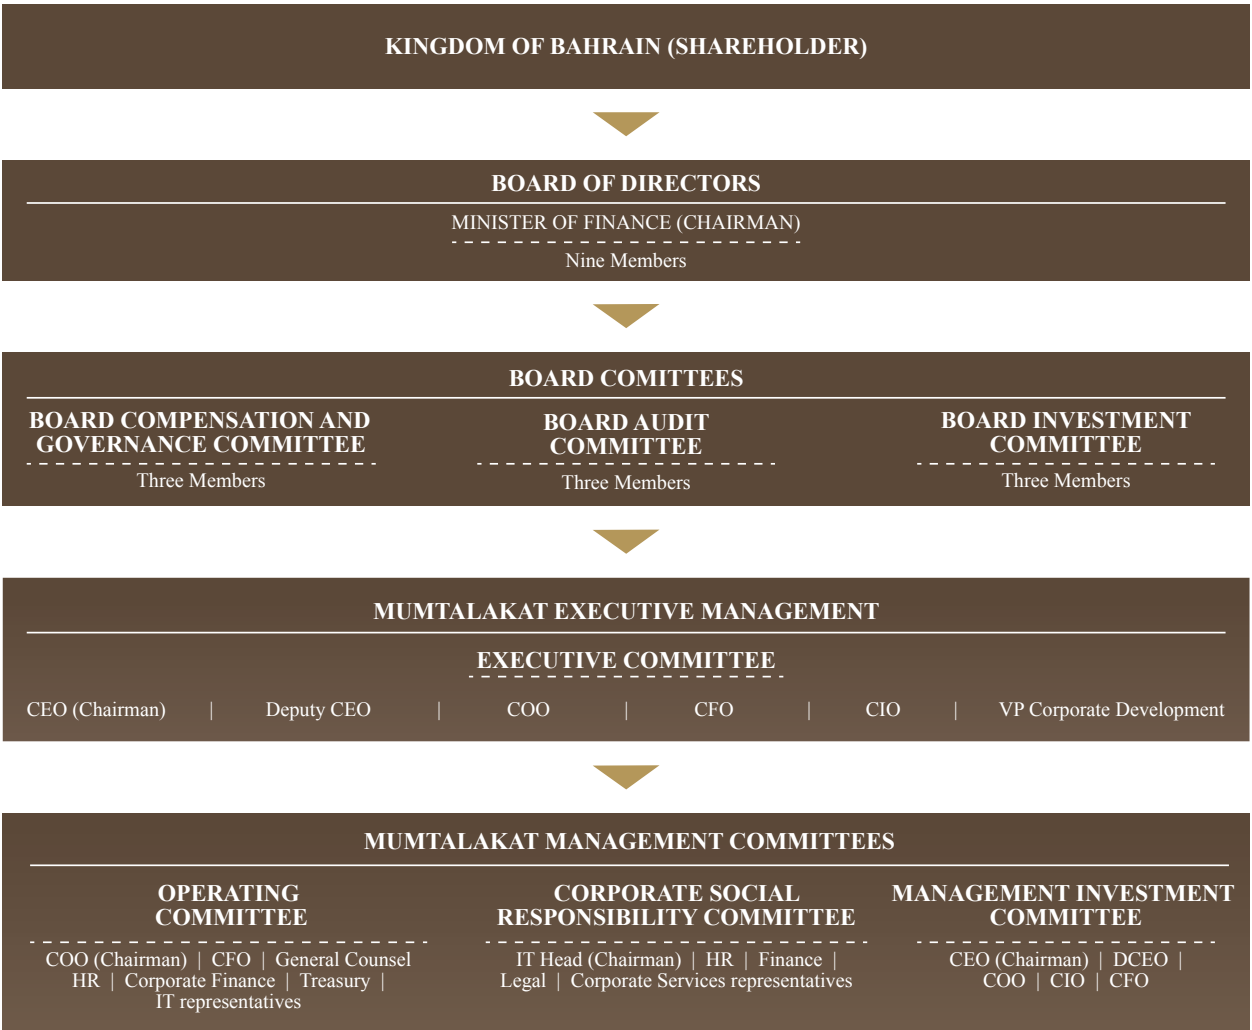 KINGDOM OF BAHRAIN (SHAREHOLDER)
BOARD OF DIRECTORS
MINISTER OF FINANCE (CHAIRMAN)
Nine Members
BOARD COMITTEES
BOARD COMPENSATION AND
GOVERNANCE COMMITTEE
Three Members
BOARD AUDIT
COMMITTEE
Three Members
BOARD INVESTMENT
COMMITTEE
Three Members
MUMTALAKAT EXECUTIVE MANAGEMENT
EXECUTIVE COMMITTEE
CEO (Chairman) | Deputy CEO | COO | CFO | CIO | VP Corporate Development
MUMTALAKAT MANAGEMENT COMMITTEES
OPERATING
COMMITTEE
COO (Chairman) | CFO | General Counsel
HR | Corporate Finance | Treasury |
IT representatives
CORPORATE SOCIAL
RESPONSIBILITY COMMITTEE
IT Head (Chairman) | HR | Finance |
Legal | Corporate Services representatives
MANAGEMENT INVESTMENT
COMMITTEE
CEO (Chairman) | DCEO |
COO | CIO | CFO